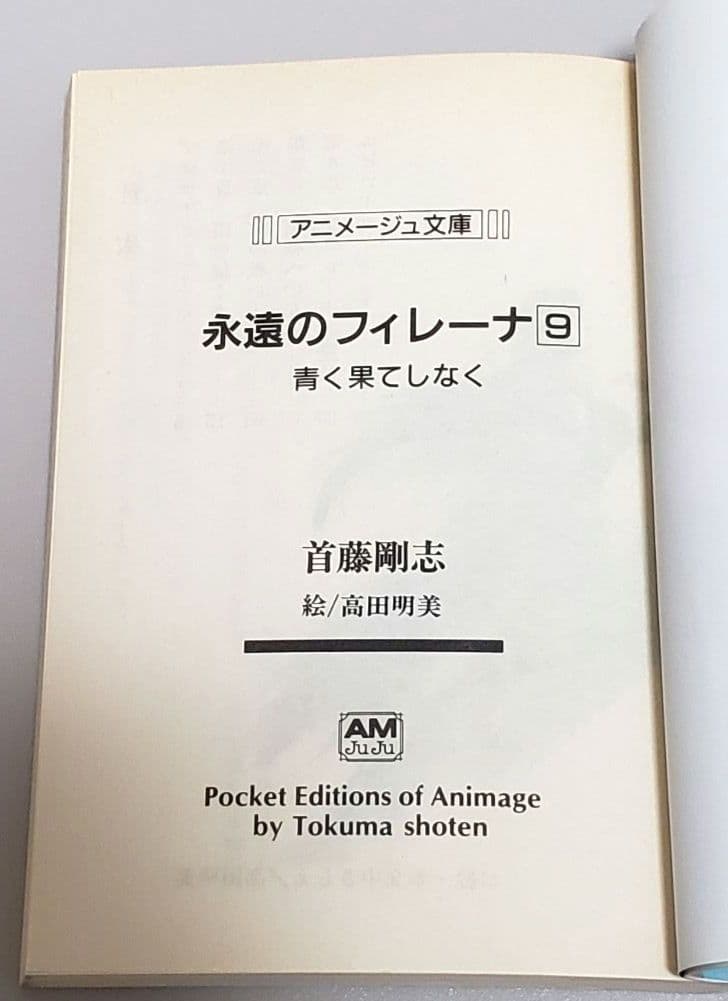 アニメージュ文庫
永遠のフィレーナ9
青く果てしなく
首藤剛志
絵/高田明美
AM
JuJu
Pocket Editions of Animage
by Tokuma shoten